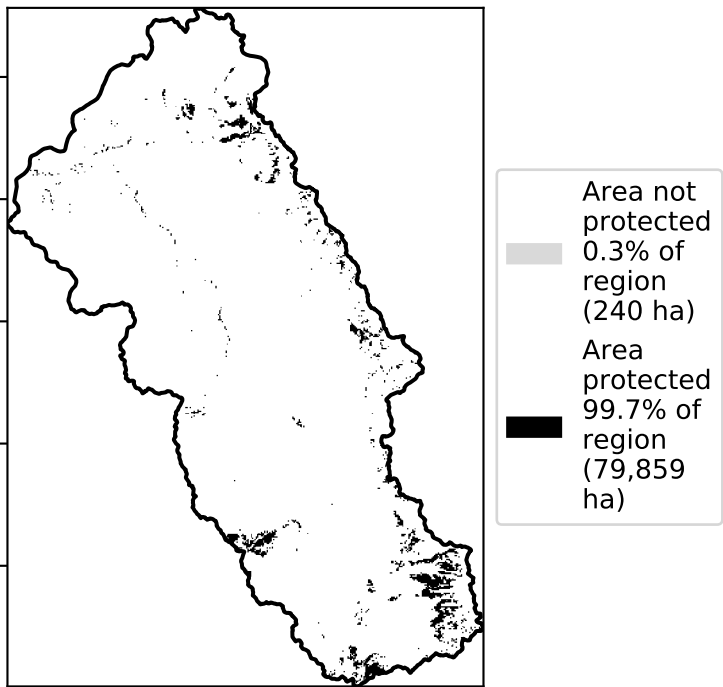 Area not
protected
0.3% of
region
(240 ha)
Area
protected
99.7% of
region
(79,859
ha)